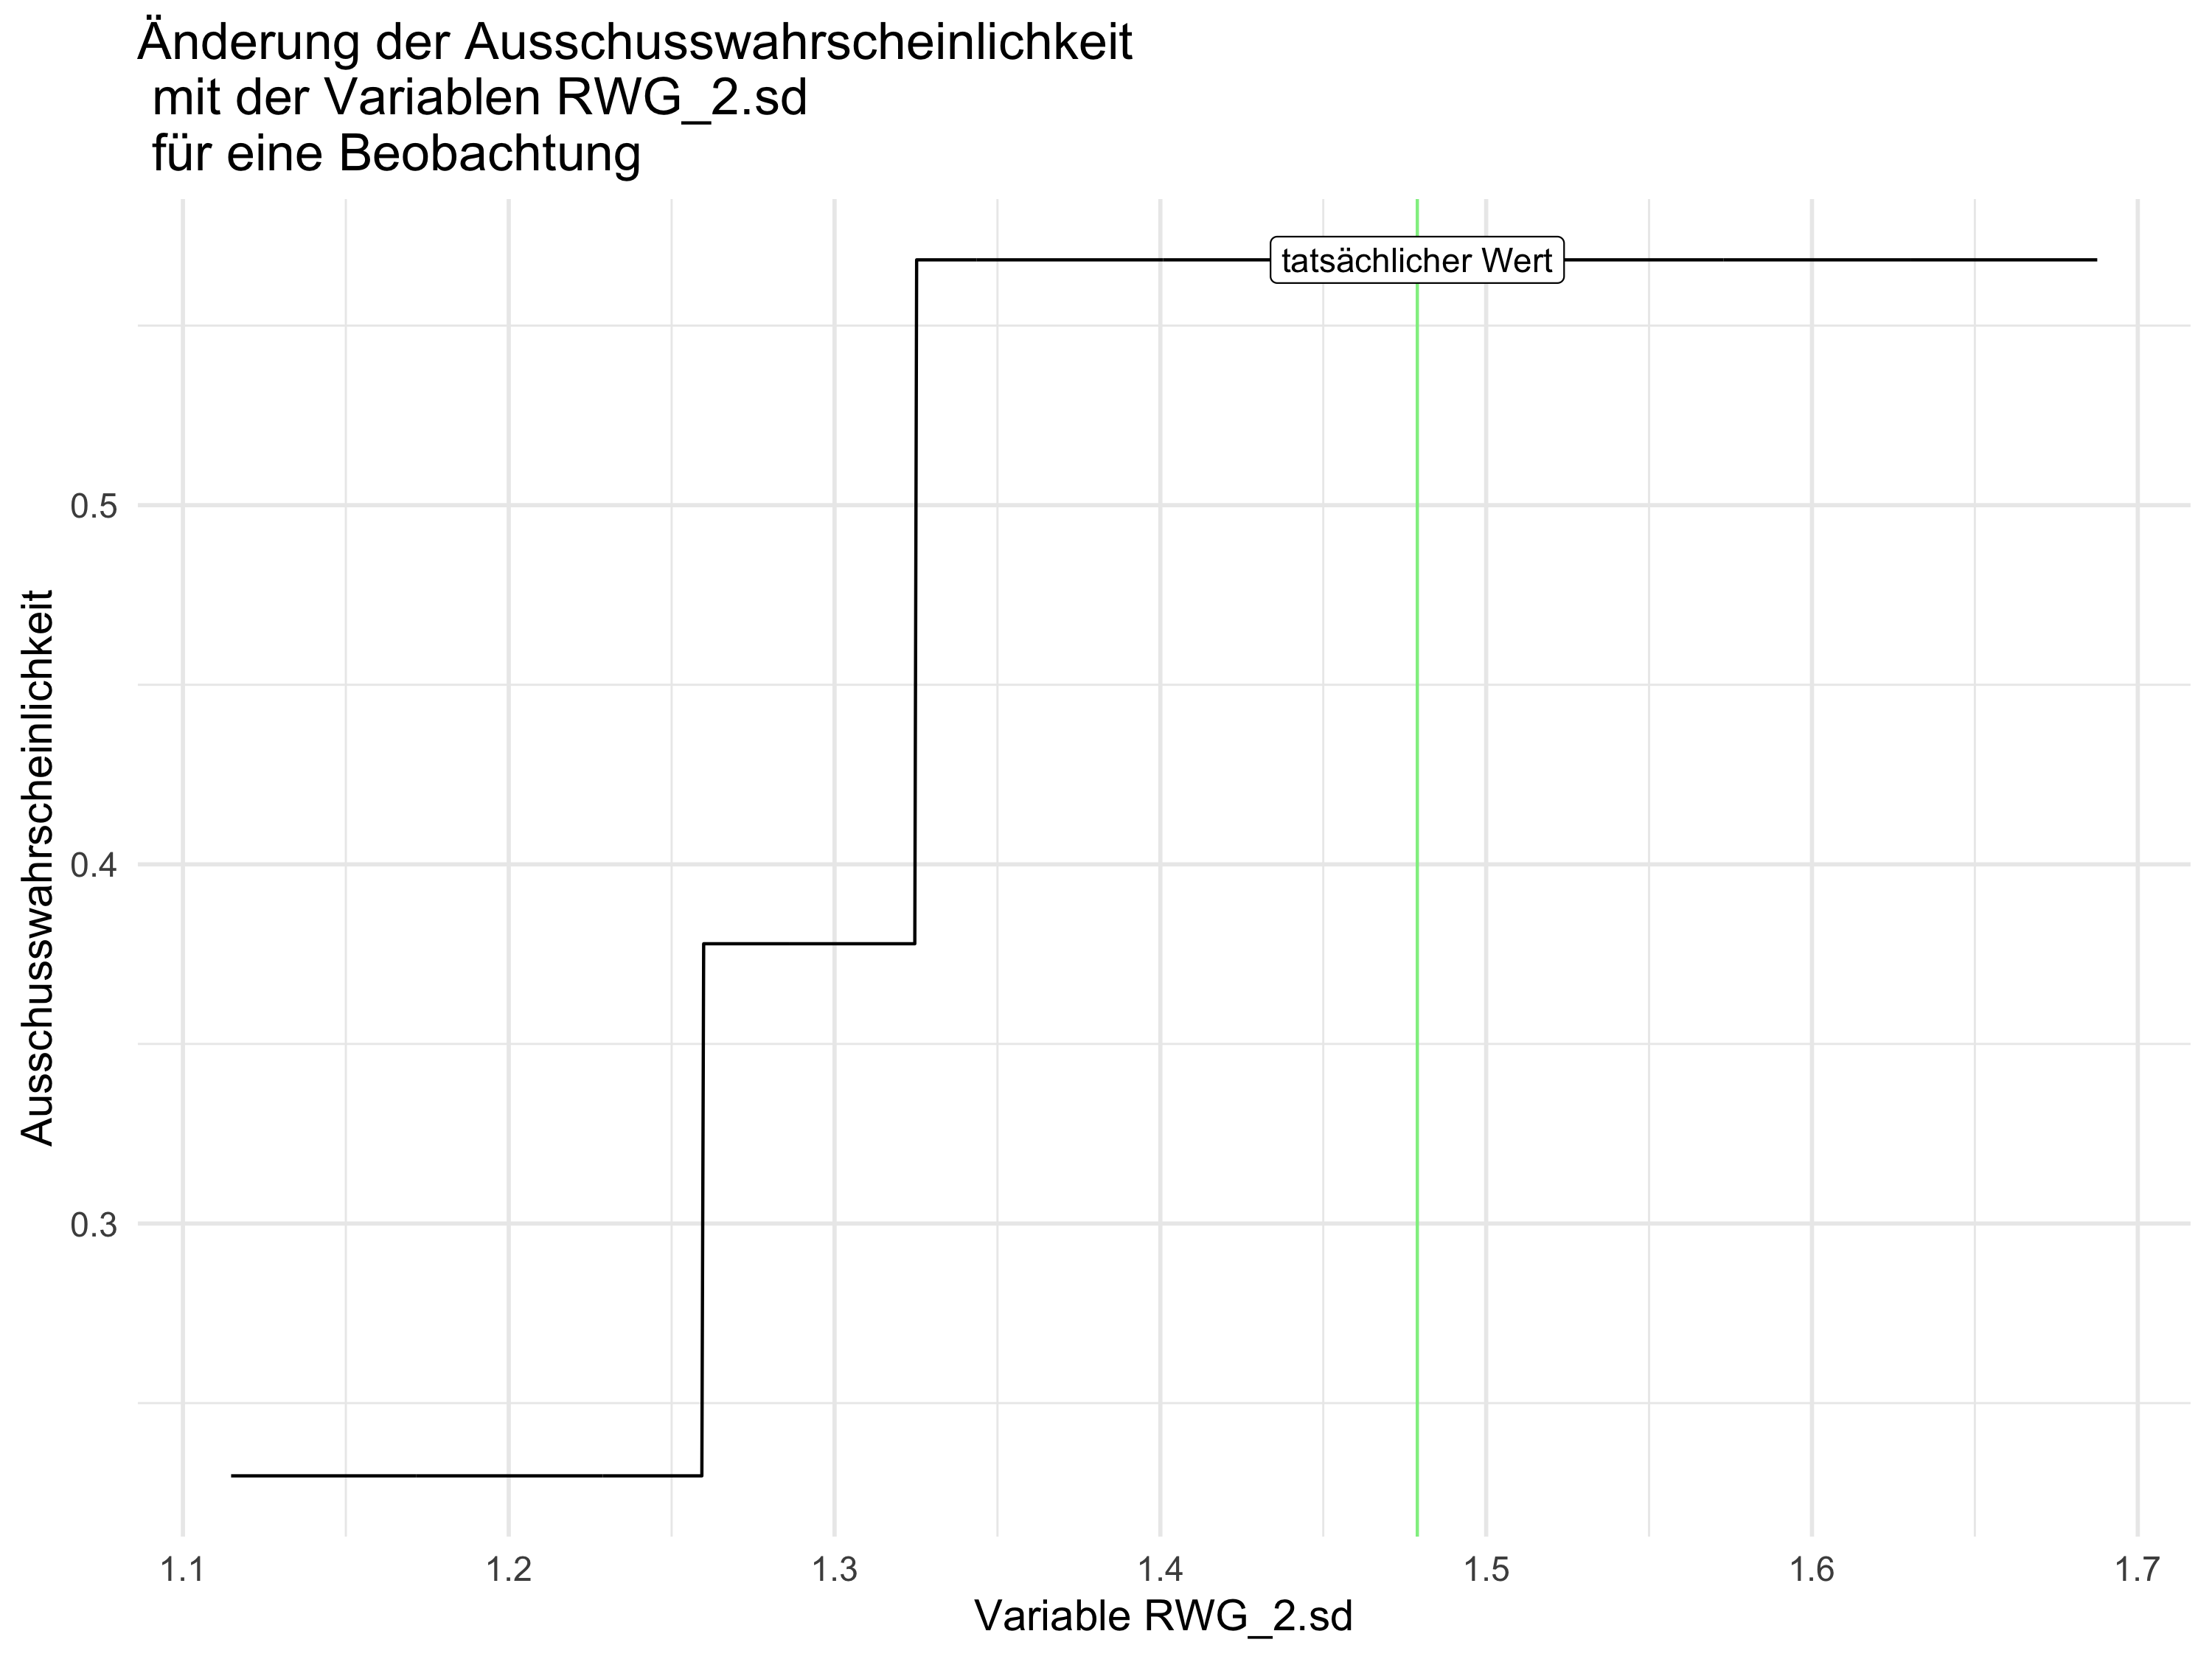 Änderung der Ausschusswahrscheinlichkeit
mit der Variablen RWG_2.sd
für eine Beobachtung
tatsächlicher Wert
0.5
0.4
0.3
Ausschusswahrscheinlichkeit
1.1 1.2 1.3 1.4 1.5 1.6 1.7
Variable RWG_2.sd